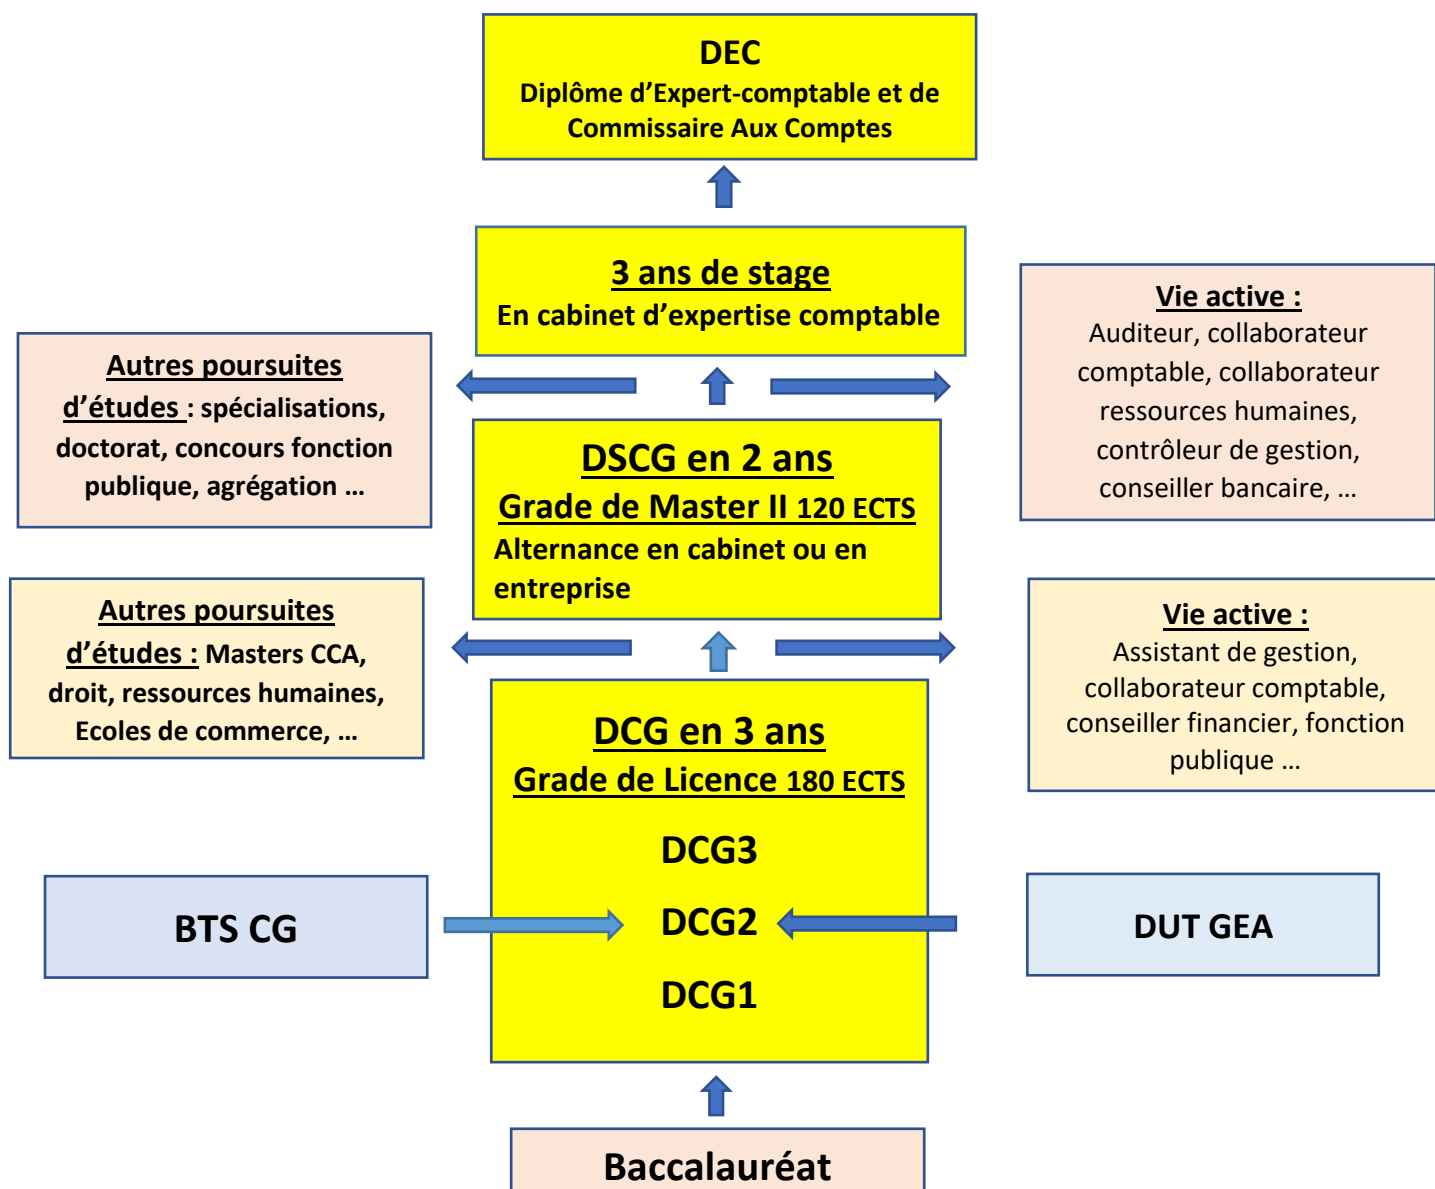 DEC
Diplôme d’Expert-comptable et de
Commissaire Aux Comptes
3 ans de stage
En cabinet d’expertise comptable
Vie active :
Auditeur, collaborateur
comptable, collaborateur
ressources humaines,
contrôleur de gestion,
conseiller bancaire, …
Autres poursuites
d’études : spécialisations,
doctorat, concours fonction
publique, agrégation …
DSCG en 2 ans
Grade de Master II 120 ECTS
Alternance en cabinet ou en
entreprise
Autres poursuites
d’études : Masters CCA,
droit, ressources humaines,
Ecoles de commerce, …
Vie active :
Assistant de gestion,
collaborateur comptable,
conseiller financier, fonction
publique …
DCG en 3 ans
Grade de Licence 180 ECTS
DCG3
DCG2
DCG1
BTS CG
DUT GEA
Baccalauréat